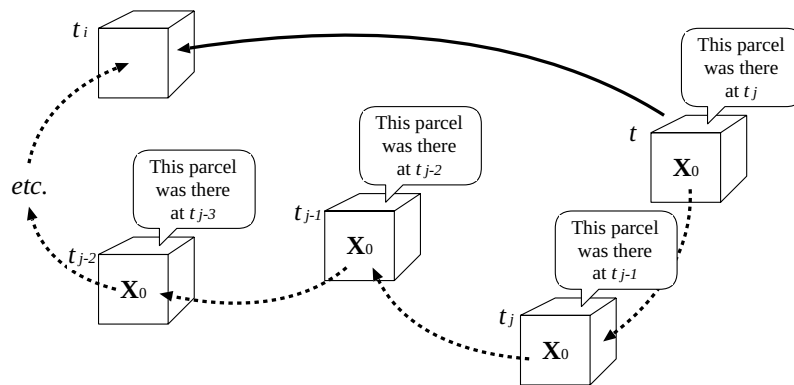 t i
This parcel
was there
at t j
t
X0
This parcel
was there
at t j-2
t j-1
X0
This parcel
was there
at t j-3
etc.
t j-2
X0
This parcel
was there
at t j-1
t j
X0